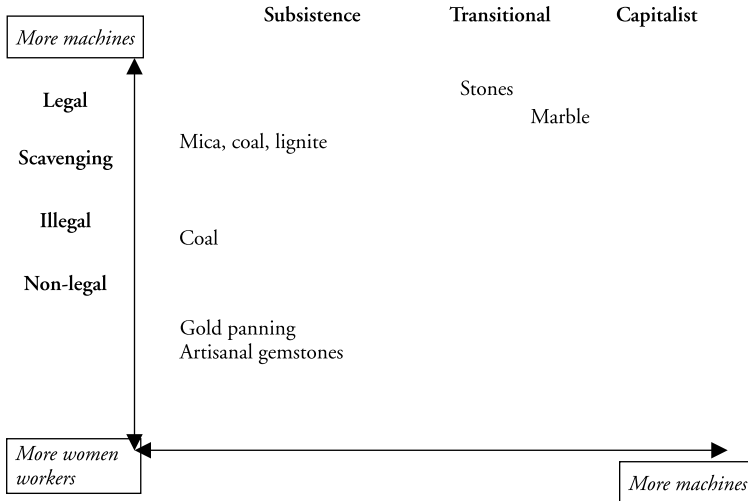 Subsistence Transitional Capitalist
More machines
Stones
Legal
Marble
Mica, coal, lignite
Scavenging
Illegal
Coal
Non-legal
Gold panning
Artisanal gemstones
More women
workers
More machines